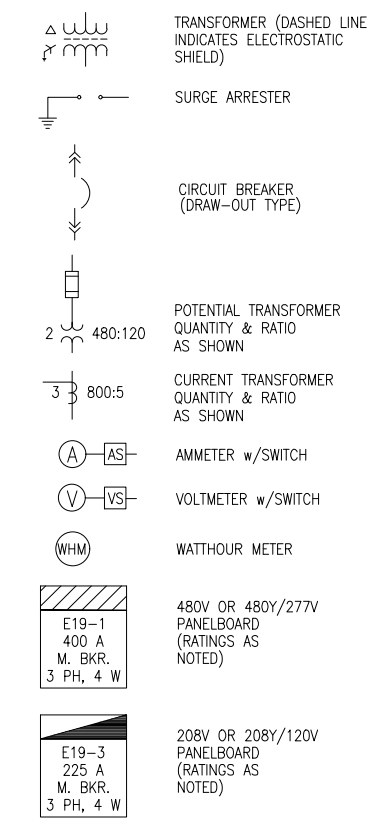 TRANSFORMER (DASHED LINE
INDICATES ELECTROSTATIC
SHIELD)
SURGE ARRESTER
CIRCUIT BREAKER
(DRAW-OUT TYPE)
2 480:120
POTENTIAL TRANSFORMER
QUANTITY & RATIO
AS SHOWN
3 800:5
CURRENT TRANSFORMER
QUANTITY & RATIO
AS SHOWN
A AS
AMMETER w/SWITCH
V VS
VOLTMETER w/SWITCH
WHM
WATTHOUR METER
E19-1
400 A
M. BKR.
3 PH, 4 W
480V OR 480Y/277V
PANELBOARD
(RATINGS AS
NOTED)
E19-3
225 A
M. BKR.
3 PH, 4 W
208V OR 208Y/120V
PANELBOARD
(RATINGS AS
NOTED)